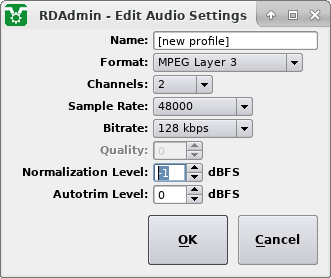 RDAdmin - Edit Audio Settings
Name: [new profile]
Format: MPEG Layer 3
Channels: 2
Sample Rate: 48000
Bitrate: 128 kbps
Quality: 0
Normalization Level: -1 dBFS
Autotrim Level: 0 dBFS
OK Cancel